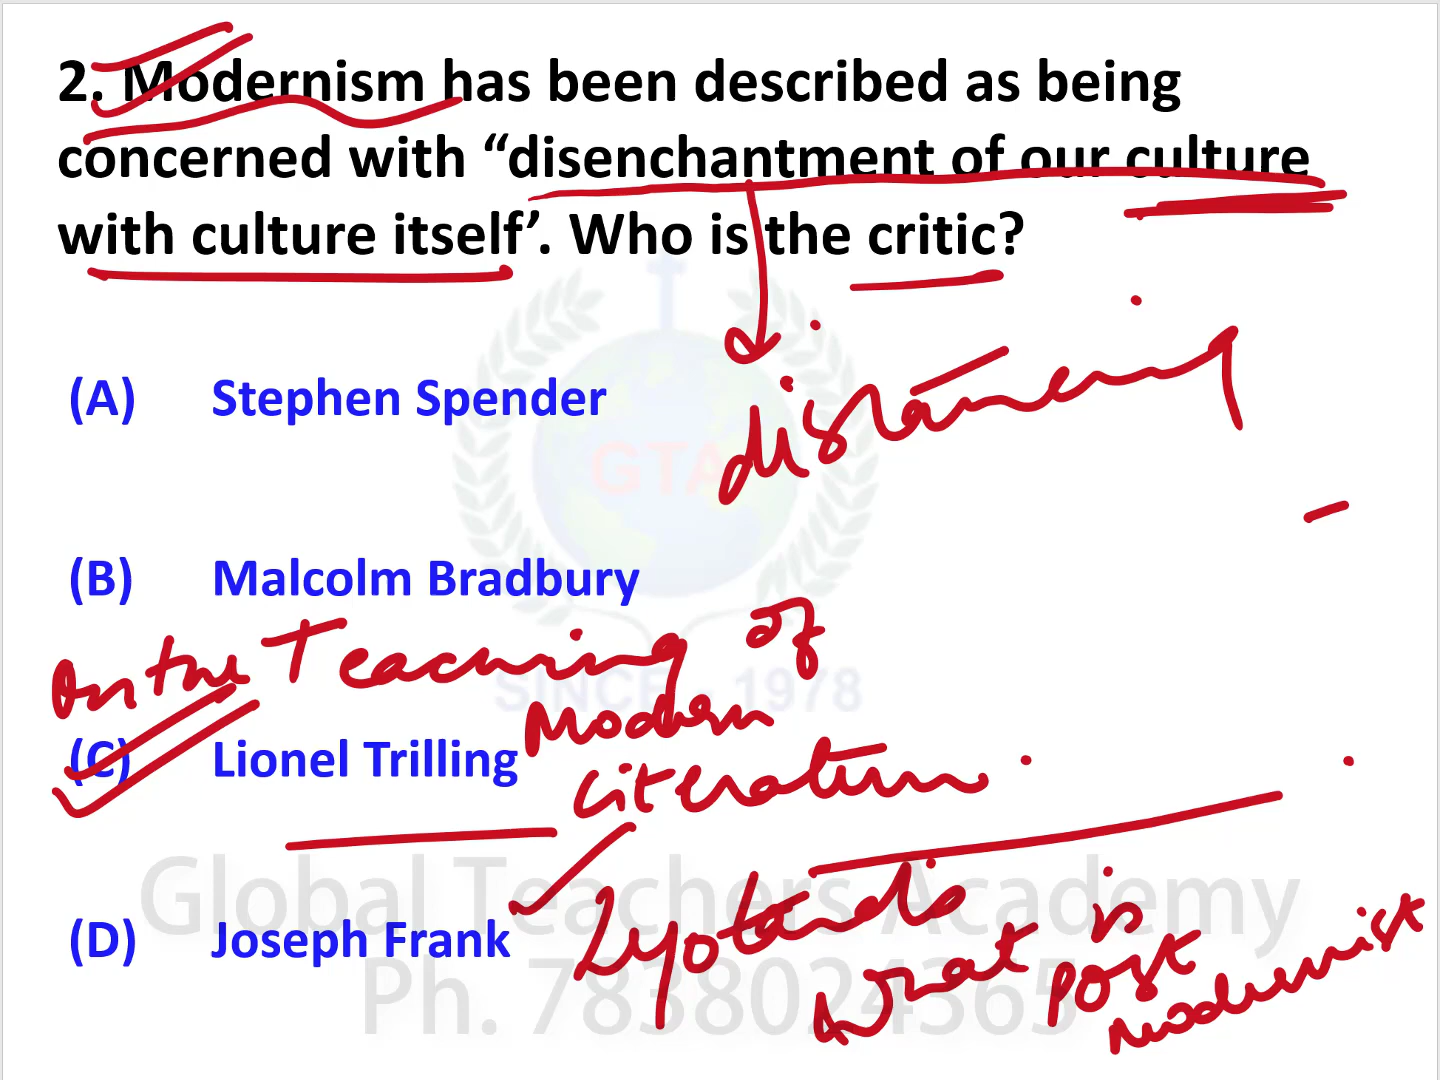 2. Modernism has been described as being
concerned with “disenchantment of our culture
with culture itself’. Who is the critic?
(A) Stephen Spender
distancing
GTA
(B) Malcolm Bradbury
On the Teaching of
SINCE - 1978
Modern
(C) Lionel Trilling
Literature
Global Teachers Academy
Lyotard's
What is
Post
modernist
(D) Joseph Frank
Ph. 7838024365